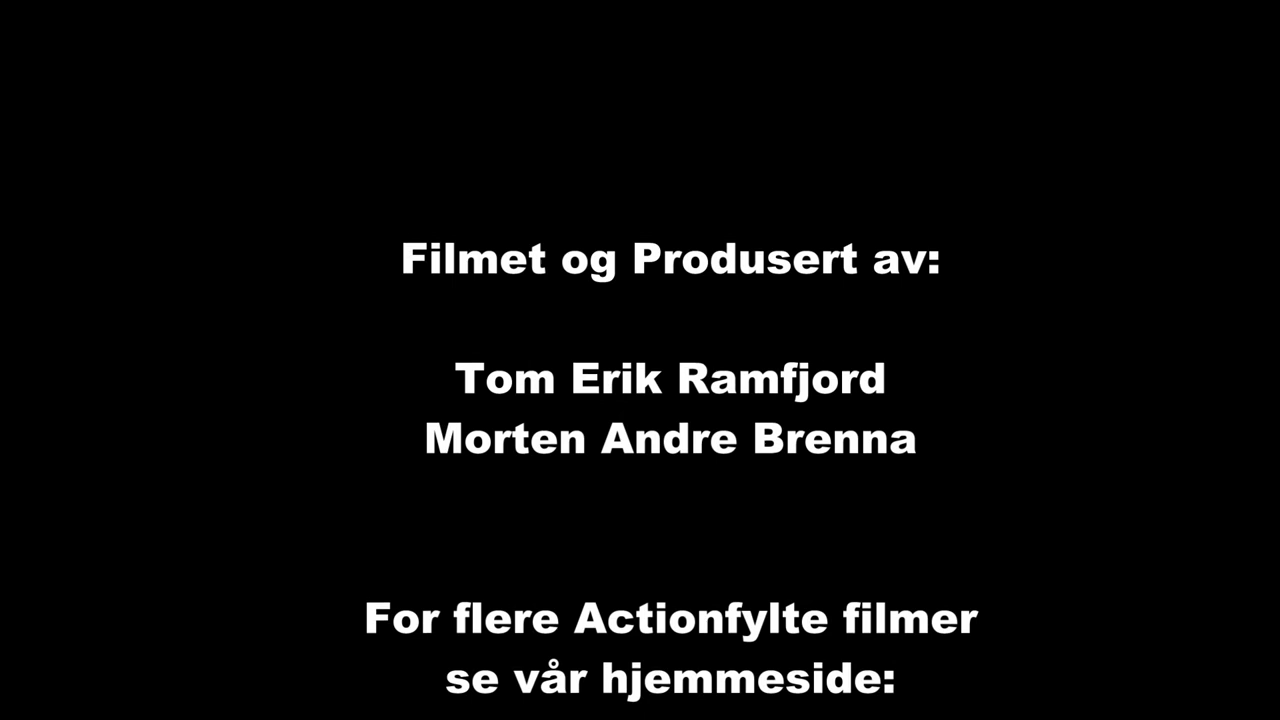 Filmet og Produsert av:
Tom Erik Ramfjord
Morten Andre Brenna
For flere Actionfylte filmer
se vår hjemmeside: